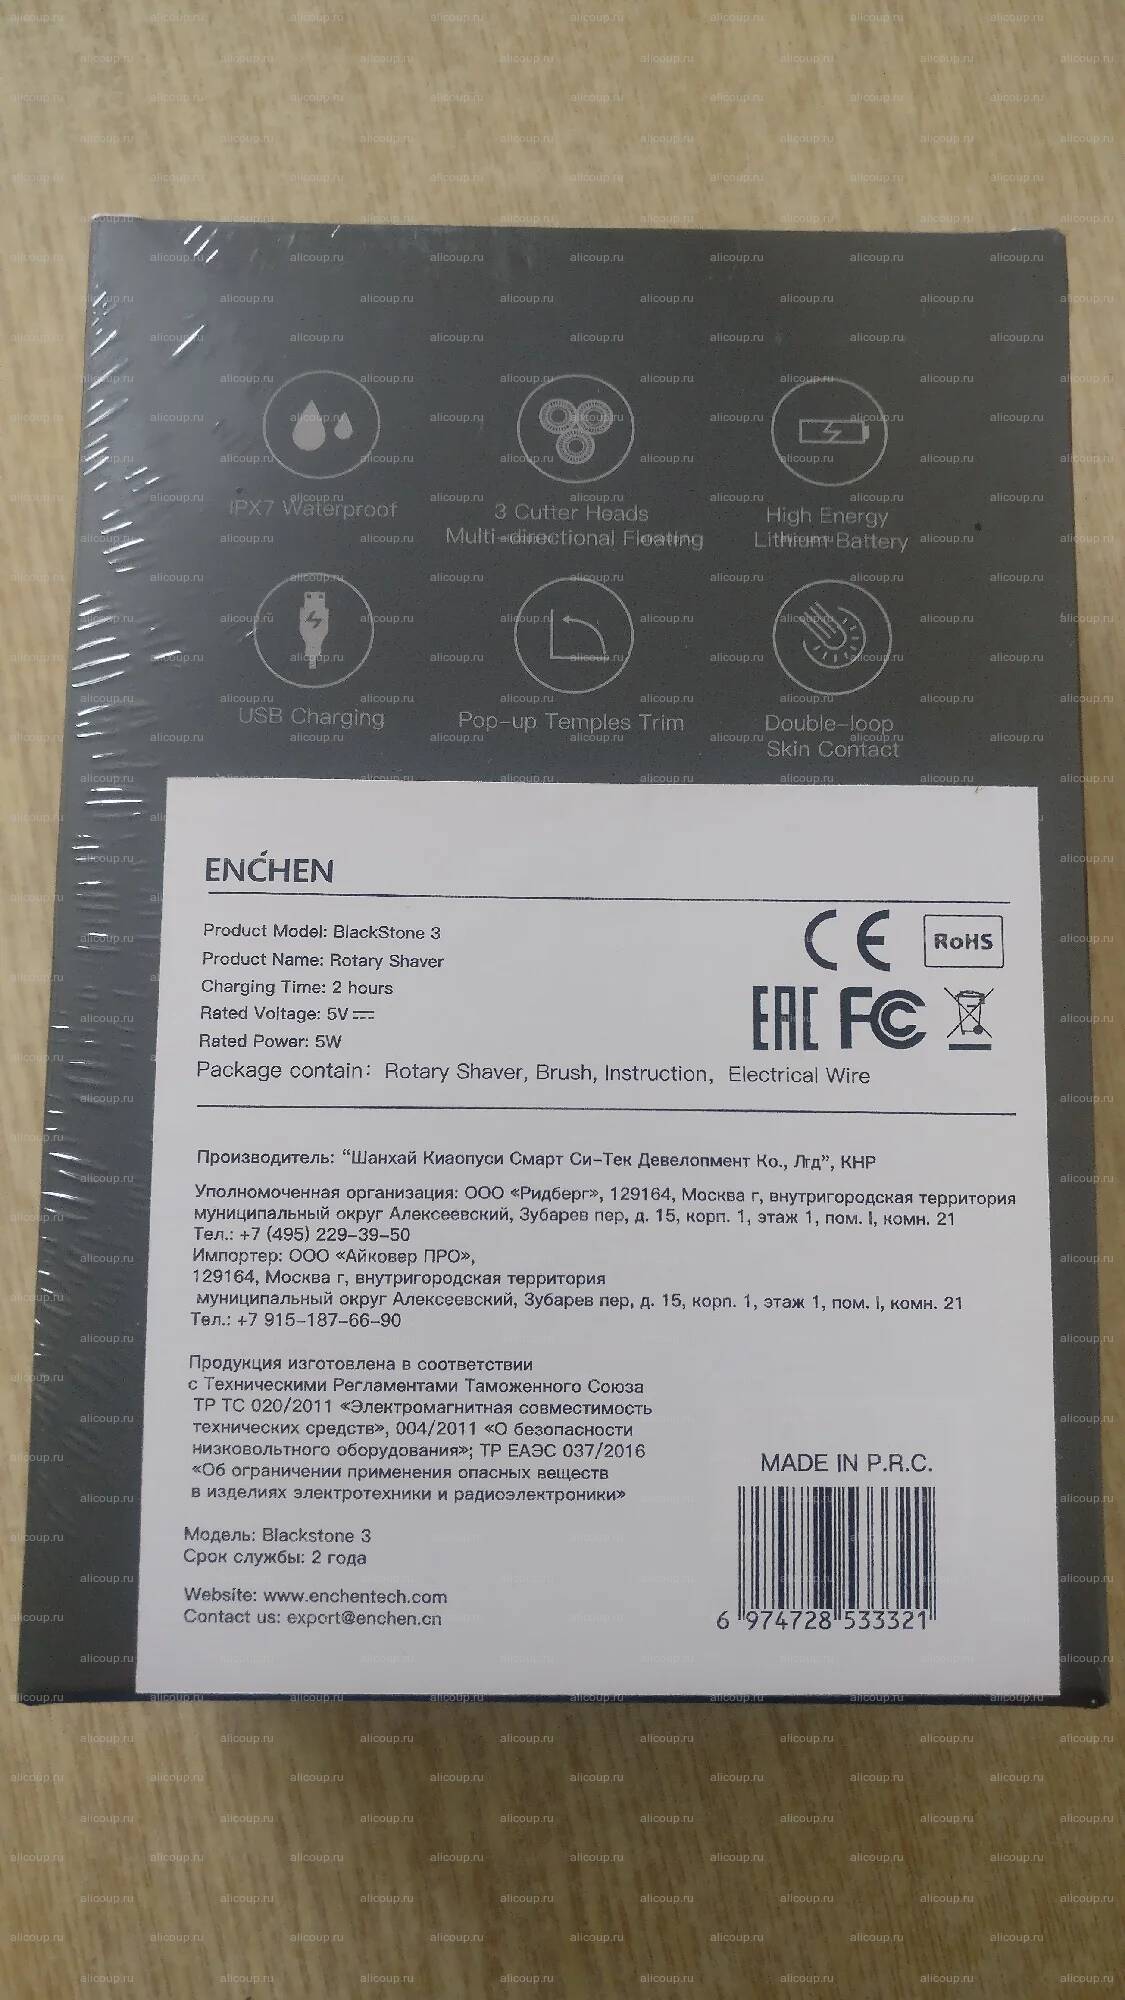 IPX7 Waterproof
3 Cutter Heads
Multi-directional Floating
High Energy
Lithium Battery
USB Charging
Pop-up Temples Trim
Double-loop
Skin Contact
ENCHEN
Product Model: BlackStone 3
Product Name: Rotary Shaver
Charging Time: 2 hours
Rated Voltage: 5V
Rated Power: 5W
Package contain: Rotary Shaver, Brush, Instruction, Electrical Wire
CE
RoHS
EAC FCC
Производитель: “Шанхай Киаопуси Смарт Си-Тек Девелопмент Ко., Лтд”, КНР
Уполномоченная организация: ООО «Ридберг», 129164, Москва г, внутригородская территория
муниципальный округ Алексеевский, Зубарев пер, д. 15, корп. 1, этаж 1, пом. I, комн. 21
Тел.: +7 (495) 229-39-50
Импортер: ООО «Айковер ПРО»,
129164, Москва г, внутригородская территория
муниципальный округ Алексеевский, Зубарев пер, д. 15, корп. 1, этаж 1, пом. I, комн. 21
Тел.: +7 915-187-66-90
Продукция изготовлена в соответствии
с Техническими Регламентами Таможенного Союза
ТР ТС 020/2011 «Электромагнитная совместимость
технических средств», 004/2011 «О безопасности
низковольтного оборудования»; ТР ЕАЭС 037/2016
«Об ограничении применения опасных веществ
в изделиях электротехники и радиоэлектроники»
Модель: Blackstone 3
Срок службы: 2 года
Website: www.enchentech.com
Contact us: export@enchen.cn
MADE IN P.R.C.
6 974728 533321
alicoup.ru